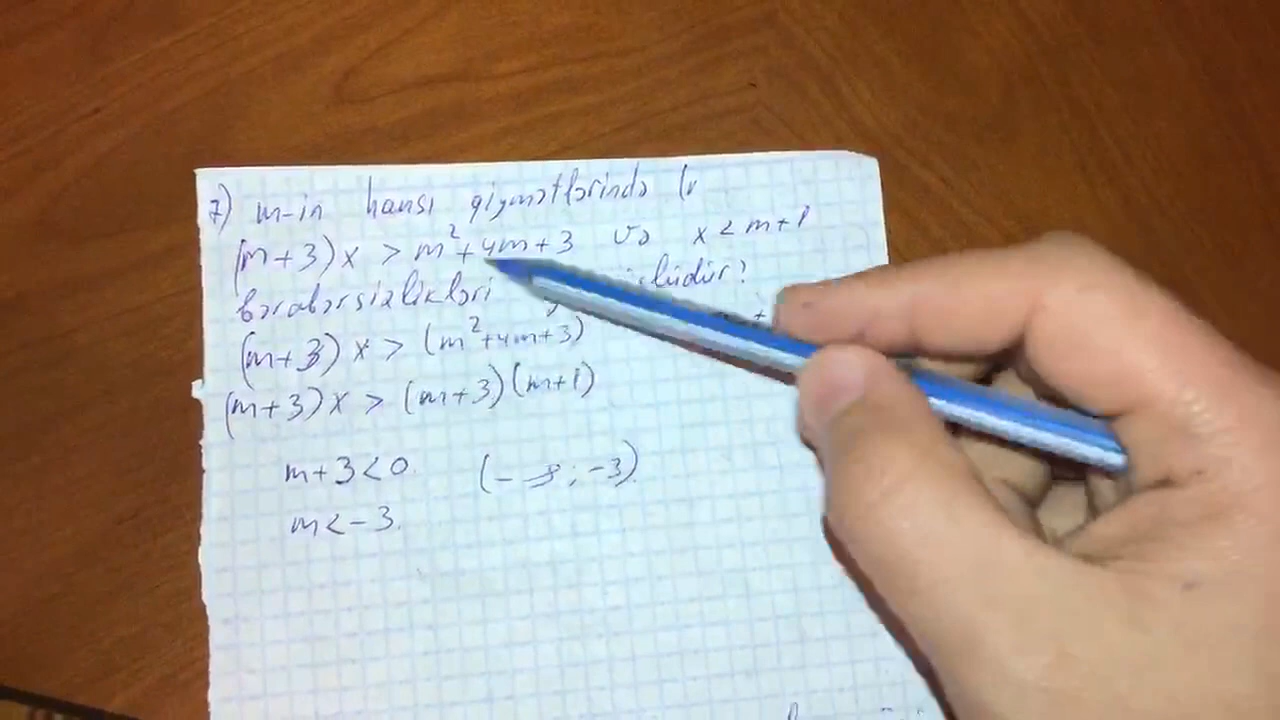 7) m-in hansı qiymətlərində
(m+3)x > m²+4m+3 və x < m+1
bərabərsizlikləri
(m+3)x > (m²+4m+3)
(m+3)x > (m+3)(m+1)
m+3<0. (-∞; -3).
m<-3.